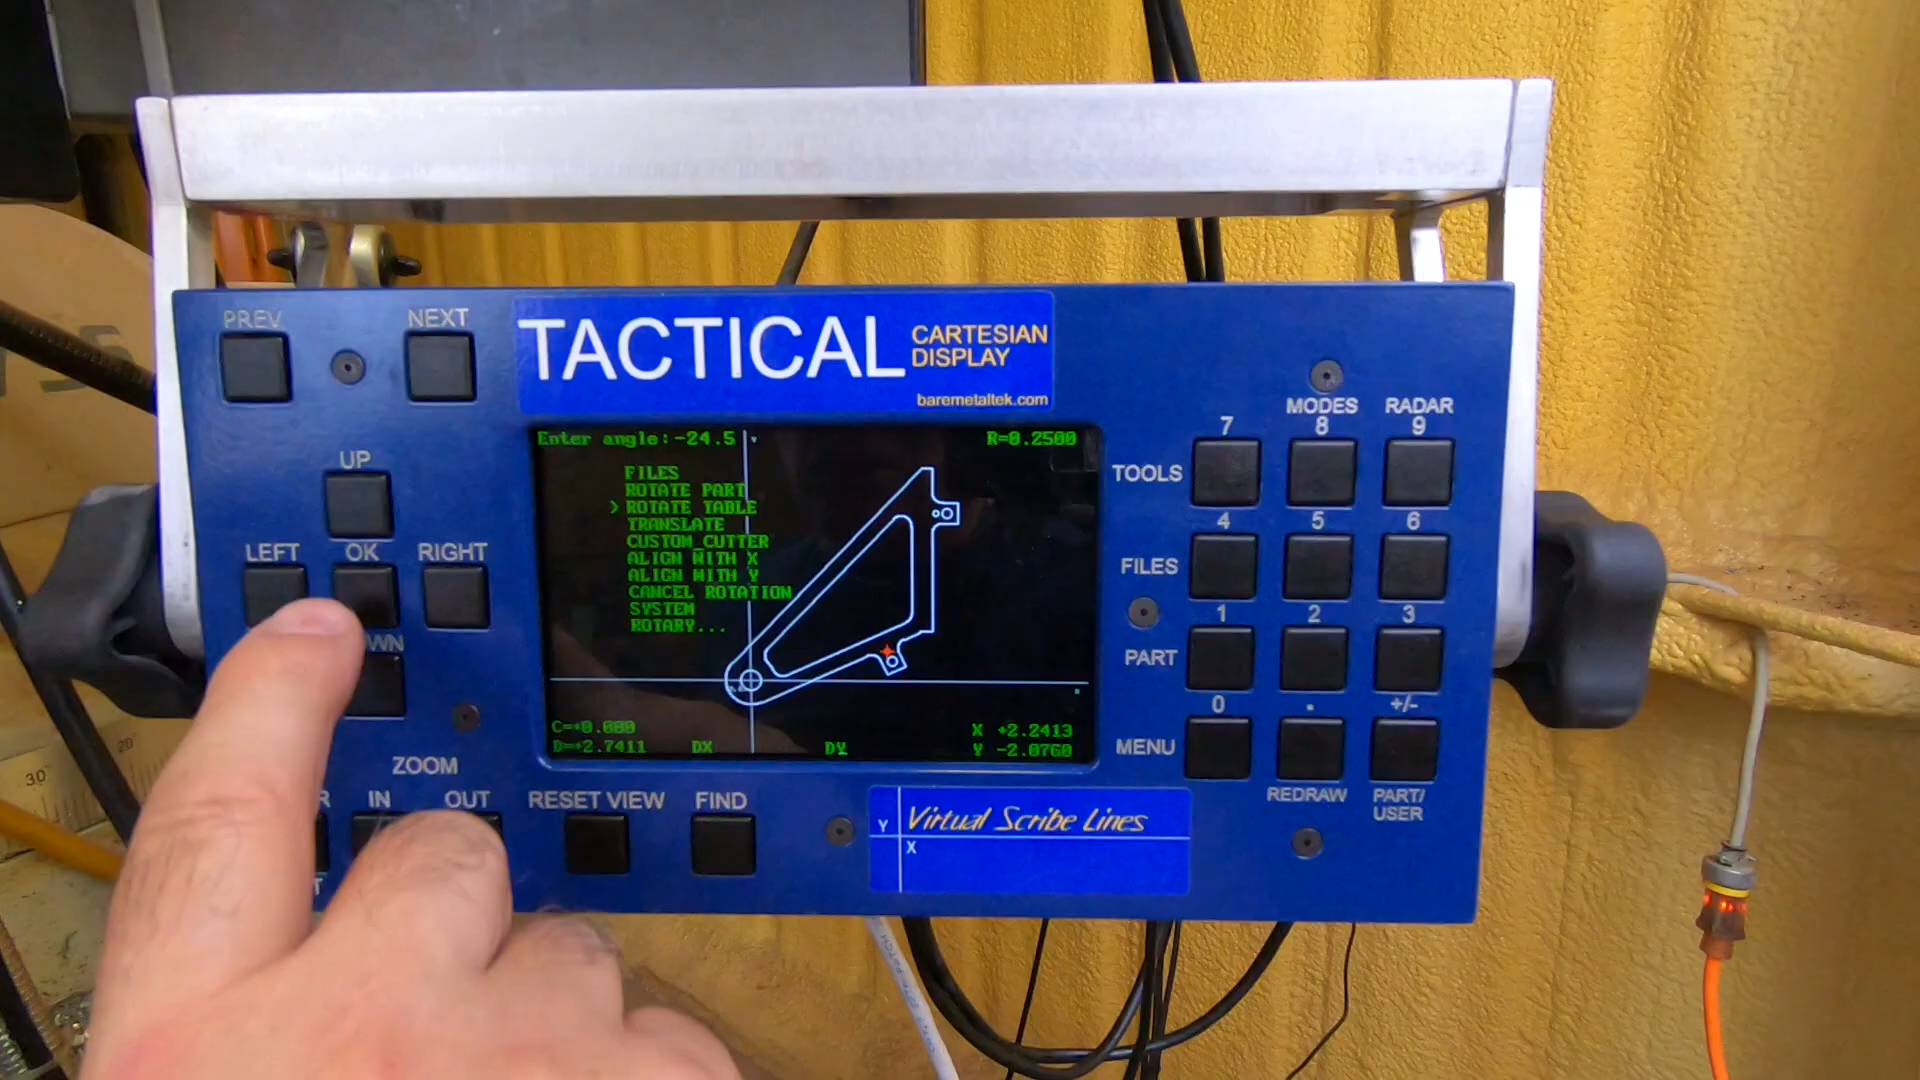 PREV
NEXT
TACTICAL
CARTESIAN
DISPLAY
baremetaltek.com
UP
LEFT
OK
RIGHT
WN
ZOOM
R
IN
OUT
T
RESET VIEW
FIND
Enter angle:-24.5
R=0.2500
FILES
ROTATE PART
> ROTATE TABLE
TRANSLATE
CUSTOM CUTTER
ALIGN WITH X
ALIGN WITH Y
CANCEL ROTATION
SYSTEM
ROTARY...
C=+0.000
D=+2.7411
DX
DY
X +2.2413
Y -2.0760
MODES
RADAR
7
8
9
TOOLS
4
5
6
FILES
1
2
3
PART
0
.
+/-
MENU
REDRAW
PART/
USER
Y
Virtual Scribe Lines
X
30
20